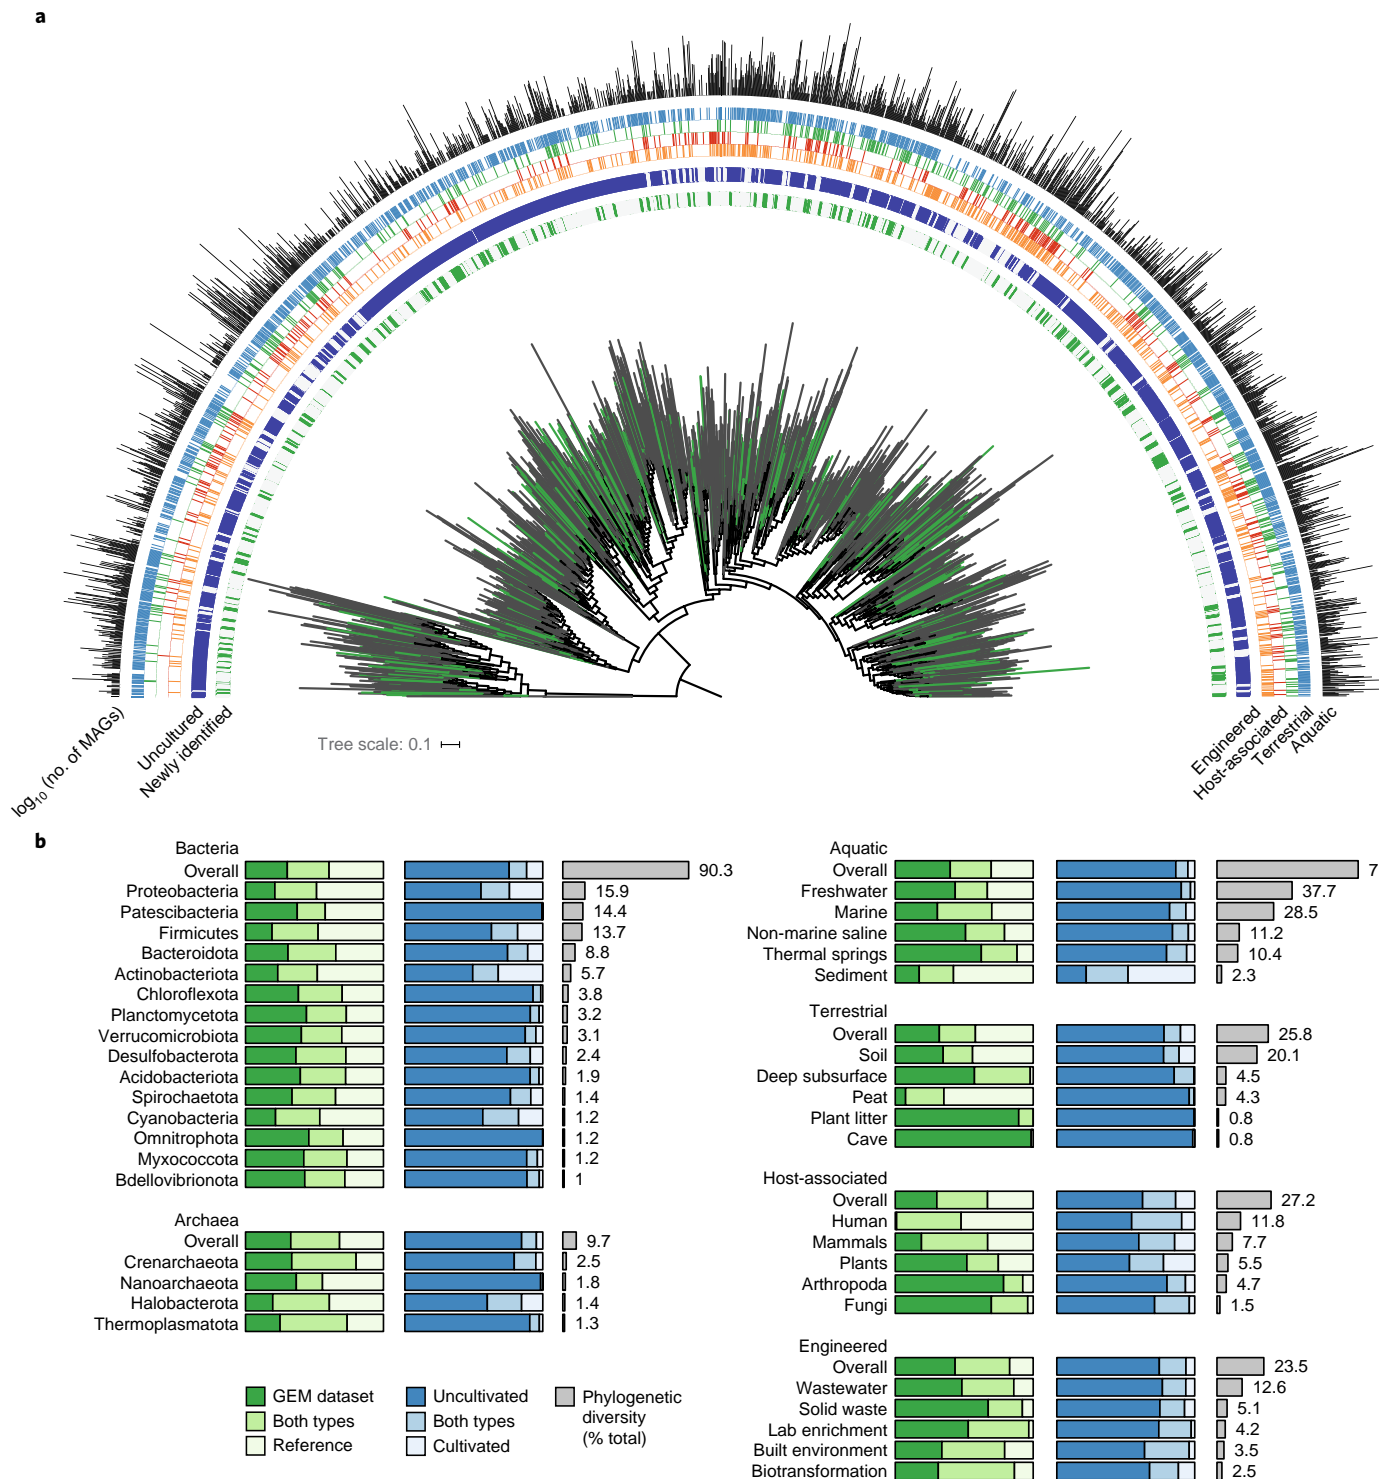 a
log10 (no. of MAGs)
Uncultured
Newly identified
Tree scale: 0.1
Engineered
Host-associated
Terrestrial
Aquatic
b
Bacteria
Overall 90.3
Proteobacteria 15.9
Patescibacteria 14.4
Firmicutes 13.7
Bacteroidota 8.8
Actinobacteriota 5.7
Chloroflexota 3.8
Planctomycetota 3.2
Verrucomicrobiota 3.1
Desulfobacterota 2.4
Acidobacteriota 1.9
Spirochaetota 1.4
Cyanobacteria 1.2
Omnitrophota 1.2
Myxococcota 1.2
Bdellovibrionota 1
Archaea
Overall 9.7
Crenarchaeota 2.5
Nanoarchaeota 1.8
Halobacterota 1.4
Thermoplasmatota 1.3
GEM dataset
Both types
Reference
Uncultivated
Both types
Cultivated
Phylogenetic
diversity
(% total)
Aquatic
Overall 7
Freshwater 37.7
Marine 28.5
Non-marine saline 11.2
Thermal springs 10.4
Sediment 2.3
Terrestrial
Overall 25.8
Soil 20.1
Deep subsurface 4.5
Peat 4.3
Plant litter 0.8
Cave 0.8
Host-associated
Overall 27.2
Human 11.8
Mammals 7.7
Plants 5.5
Arthropoda 4.7
Fungi 1.5
Engineered
Overall 23.5
Wastewater 12.6
Solid waste 5.1
Lab enrichment 4.2
Built environment 3.5
Biotransformation 2.5